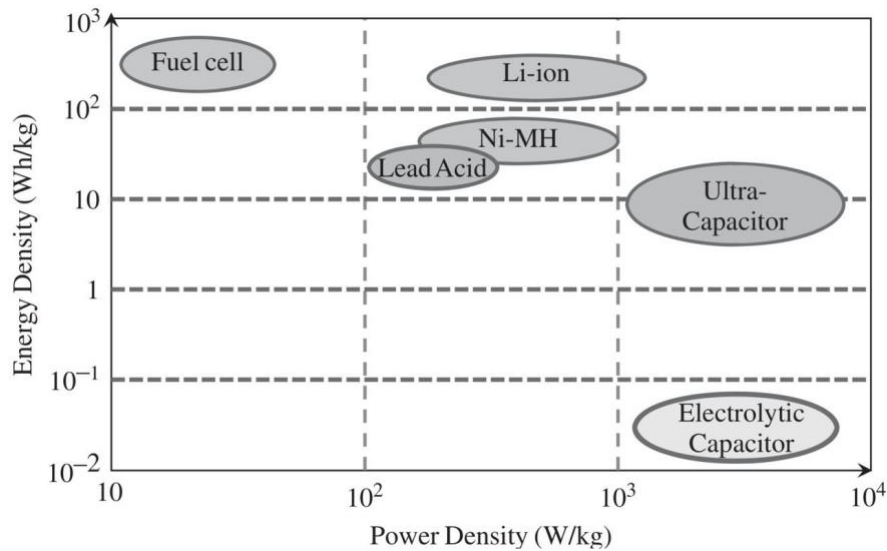 10³
Energy Density (Wh/kg)
Fuel cell
Li-ion
10²
Ni-MH
Lead Acid
10
Ultra-
Capacitor
1
10⁻¹
Electrolytic
Capacitor
10⁻²
10
10²
10³
10⁴
Power Density (W/kg)